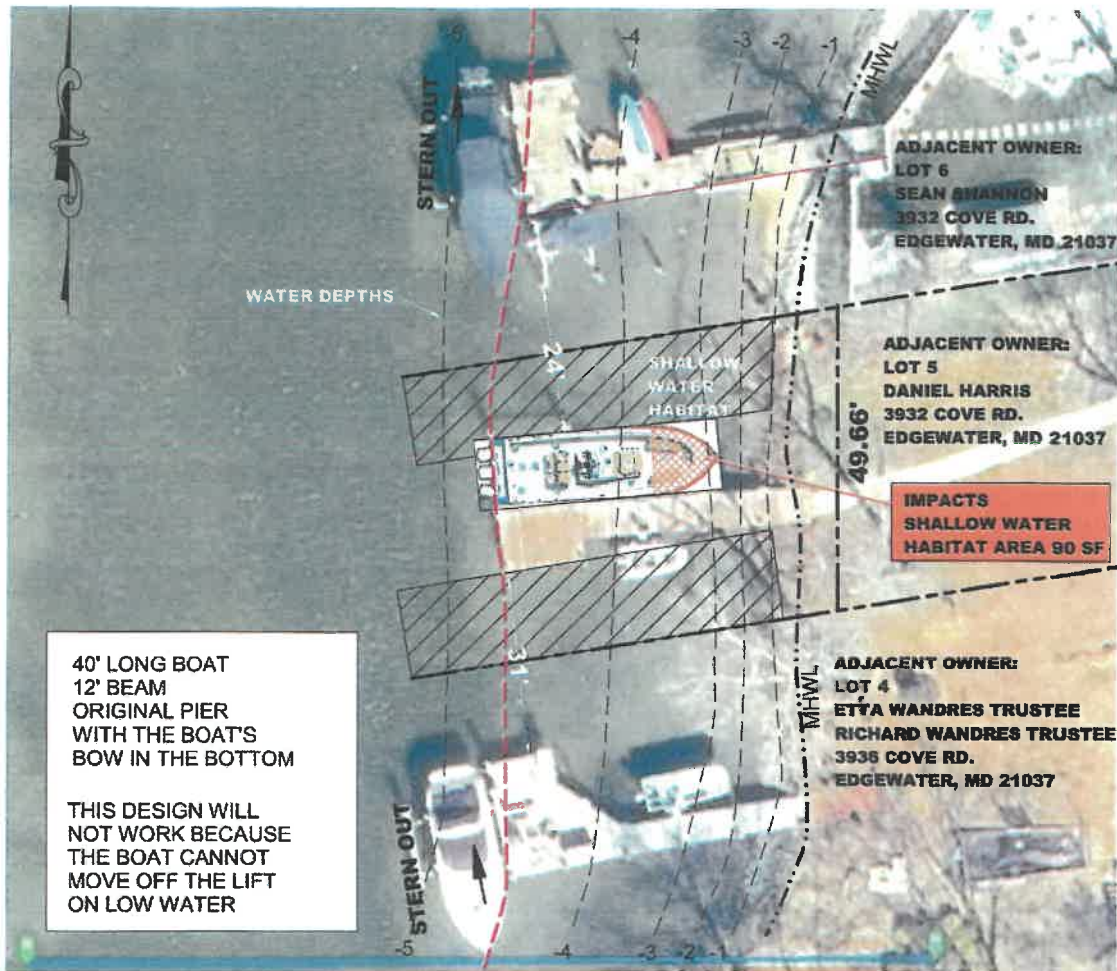 -6
-4
-3
-2
-1
MHWL
STERN OUT
ADJACENT OWNER:
LOT 6
SEAN SHANNON
3932 COVE RD.
EDGEWATER, MD 21037
WATER DEPTHS
24'
SHALLOW
WATER
HABITAT
ADJACENT OWNER:
LOT 5
DANIEL HARRIS
3932 COVE RD.
EDGEWATER, MD 21037
49.66'
IMPACTS
SHALLOW WATER
HABITAT AREA 90 SF
40' LONG BOAT
12' BEAM
ORIGINAL PIER
WITH THE BOAT'S
BOW IN THE BOTTOM
THIS DESIGN WILL
NOT WORK BECAUSE
THE BOAT CANNOT
MOVE OFF THE LIFT
ON LOW WATER
31'
MHWL
ADJACENT OWNER:
LOT 4
ETTA WANDRES TRUSTEE
RICHARD WANDRES TRUSTEE
3936 COVE RD.
EDGEWATER, MD 21037
STERN OUT
-5
-4
-3
-2
-1